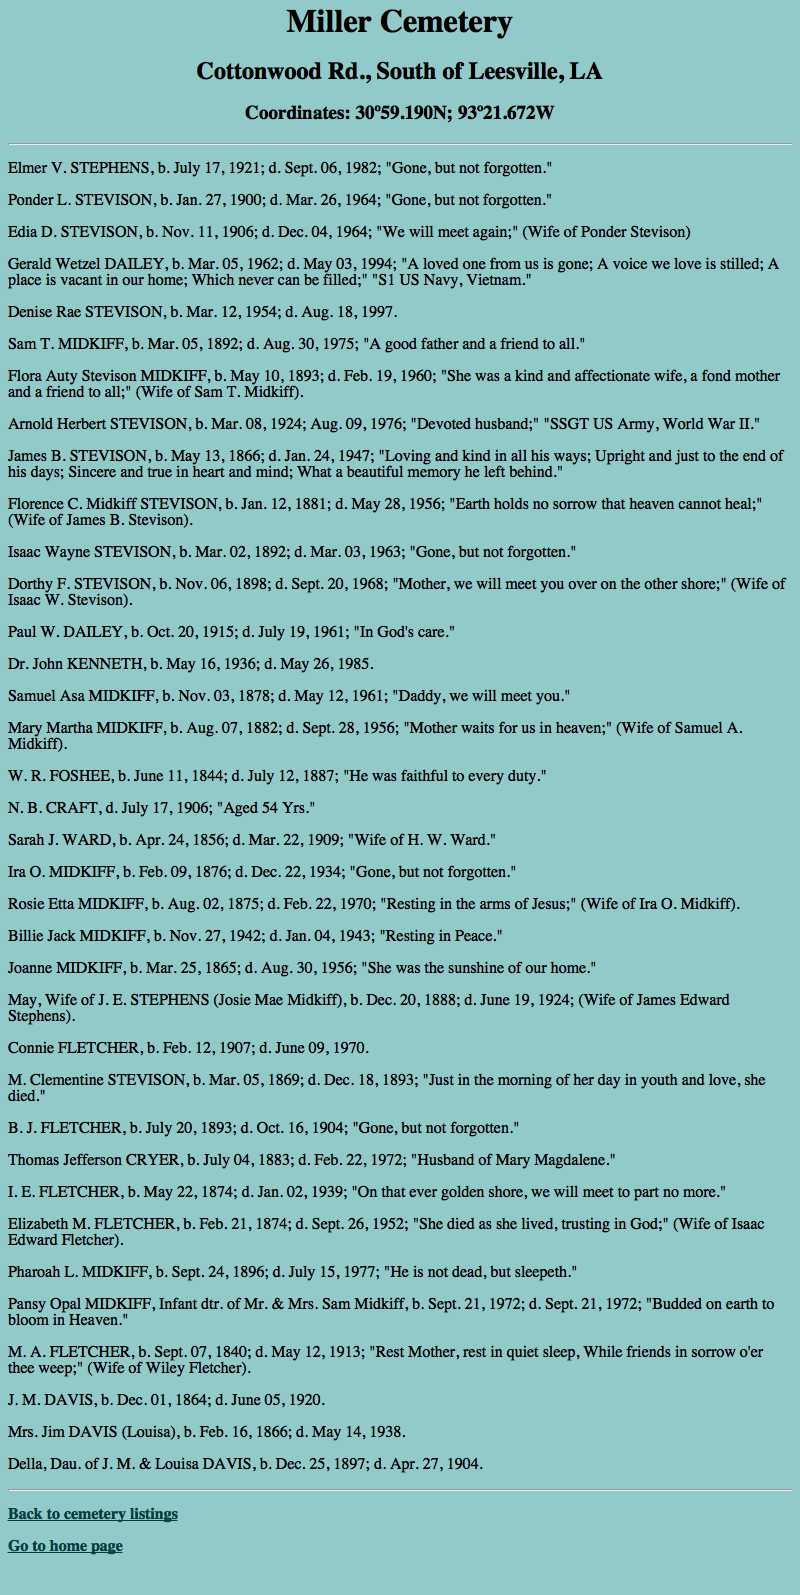 Miller Cemetery
Cottonwood Rd., South of Leesville, LA
Coordinates: 30º59.190N; 93º21.672W
Elmer V. STEPHENS, b. July 17, 1921; d. Sept. 06, 1982; "Gone, but not forgotten."
Ponder L. STEVISON, b. Jan. 27, 1900; d. Mar. 26, 1964; "Gone, but not forgotten."
Edia D. STEVISON, b. Nov. 11, 1906; d. Dec. 04, 1964; "We will meet again;" (Wife of Ponder Stevison)
Gerald Wetzel DAILEY, b. Mar. 05, 1962; d. May 03, 1994; "A loved one from us is gone; A voice we love is stilled; A
place is vacant in our home; Which never can be filled;" "S1 US Navy, Vietnam."
Denise Rae STEVISON, b. Mar. 12, 1954; d. Aug. 18, 1997.
Sam T. MIDKIFF, b. Mar. 05, 1892; d. Aug. 30, 1975; "A good father and a friend to all."
Flora Auty Stevison MIDKIFF, b. May 10, 1893; d. Feb. 19, 1960; "She was a kind and affectionate wife, a fond mother
and a friend to all;" (Wife of Sam T. Midkiff).
Arnold Herbert STEVISON, b. Mar. 08, 1924; Aug. 09, 1976; "Devoted husband;" "SSGT US Army, World War II."
James B. STEVISON, b. May 13, 1866; d. Jan. 24, 1947; "Loving and kind in all his ways; Upright and just to the end of
his days; Sincere and true in heart and mind; What a beautiful memory he left behind."
Florence C. Midkiff STEVISON, b. Jan. 12, 1881; d. May 28, 1956; "Earth holds no sorrow that heaven cannot heal;"
(Wife of James B. Stevison).
Isaac Wayne STEVISON, b. Mar. 02, 1892; d. Mar. 03, 1963; "Gone, but not forgotten."
Dorthy F. STEVISON, b. Nov. 06, 1898; d. Sept. 20, 1968; "Mother, we will meet you over on the other shore;" (Wife of
Isaac W. Stevison).
Paul W. DAILEY, b. Oct. 20, 1915; d. July 19, 1961; "In God's care."
Dr. John KENNETH, b. May 16, 1936; d. May 26, 1985.
Samuel Asa MIDKIFF, b. Nov. 03, 1878; d. May 12, 1961; "Daddy, we will meet you."
Mary Martha MIDKIFF, b. Aug. 07, 1882; d. Sept. 28, 1956; "Mother waits for us in heaven;" (Wife of Samuel A.
Midkiff).
W. R. FOSHEE, b. June 11, 1844; d. July 12, 1887; "He was faithful to every duty."
N. B. CRAFT, d. July 17, 1906; "Aged 54 Yrs."
Sarah J. WARD, b. Apr. 24, 1856; d. Mar. 22, 1909; "Wife of H. W. Ward."
Ira O. MIDKIFF, b. Feb. 09, 1876; d. Dec. 22, 1934; "Gone, but not forgotten."
Rosie Etta MIDKIFF, b. Aug. 02, 1875; d. Feb. 22, 1970; "Resting in the arms of Jesus;" (Wife of Ira O. Midkiff).
Billie Jack MIDKIFF, b. Nov. 27, 1942; d. Jan. 04, 1943; "Resting in Peace."
Joanne MIDKIFF, b. Mar. 25, 1865; d. Aug. 30, 1956; "She was the sunshine of our home."
May, Wife of J. E. STEPHENS (Josie Mae Midkiff), b. Dec. 20, 1888; d. June 19, 1924; (Wife of James Edward
Stephens).
Connie FLETCHER, b. Feb. 12, 1907; d. June 09, 1970.
M. Clementine STEVISON, b. Mar. 05, 1869; d. Dec. 18, 1893; "Just in the morning of her day in youth and love, she
died."
B. J. FLETCHER, b. July 20, 1893; d. Oct. 16, 1904; "Gone, but not forgotten."
Thomas Jefferson CRYER, b. July 04, 1883; d. Feb. 22, 1972; "Husband of Mary Magdalene."
I. E. FLETCHER, b. May 22, 1874; d. Jan. 02, 1939; "On that ever golden shore, we will meet to part no more."
Elizabeth M. FLETCHER, b. Feb. 21, 1874; d. Sept. 26, 1952; "She died as she lived, trusting in God;" (Wife of Isaac
Edward Fletcher).
Pharoah L. MIDKIFF, b. Sept. 24, 1896; d. July 15, 1977; "He is not dead, but sleepeth."
Pansy Opal MIDKIFF, Infant dtr. of Mr. & Mrs. Sam Midkiff, b. Sept. 21, 1972; d. Sept. 21, 1972; "Budded on earth to
bloom in Heaven."
M. A. FLETCHER, b. Sept. 07, 1840; d. May 12, 1913; "Rest Mother, rest in quiet sleep, While friends in sorrow o'er
thee weep;" (Wife of Wiley Fletcher).
J. M. DAVIS, b. Dec. 01, 1864; d. June 05, 1920.
Mrs. Jim DAVIS (Louisa), b. Feb. 16, 1866; d. May 14, 1938.
Della, Dau. of J. M. & Louisa DAVIS, b. Dec. 25, 1897; d. Apr. 27, 1904.
Back to cemetery listings
Go to home page